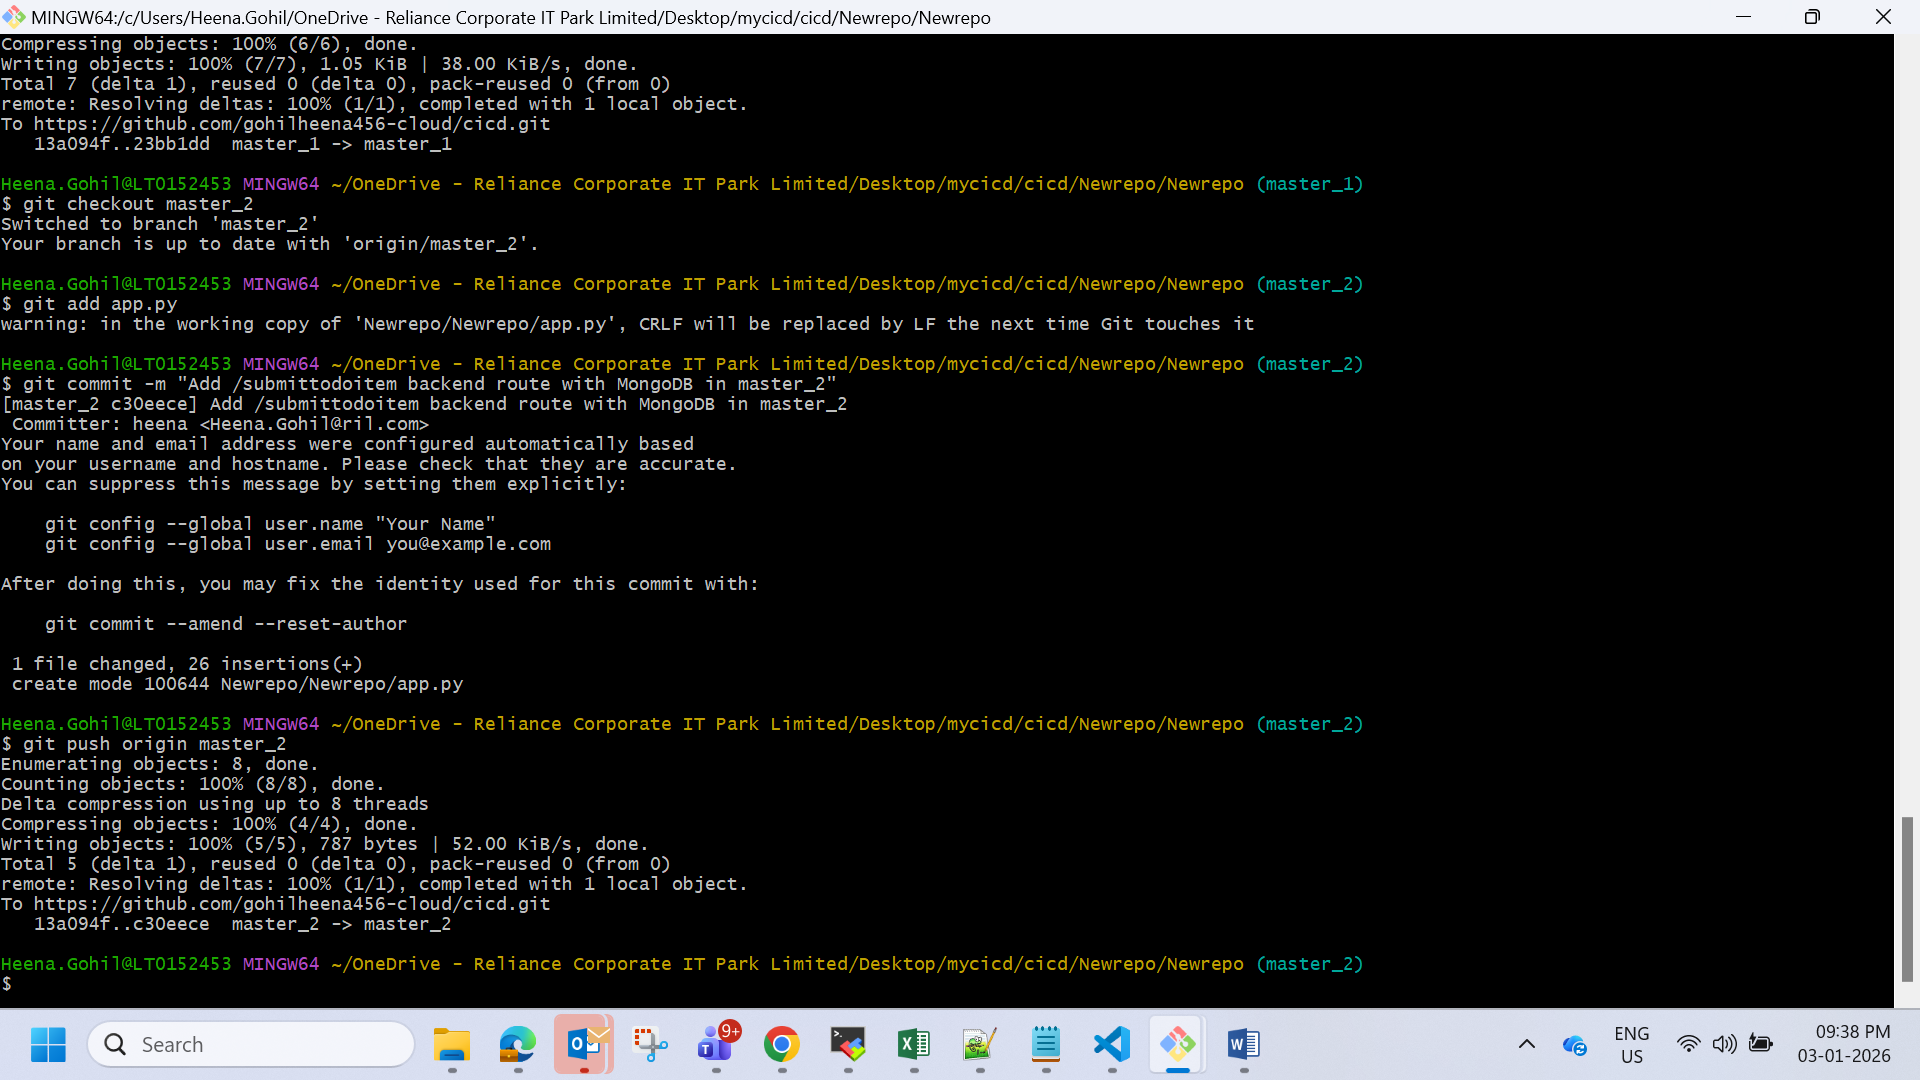 MINGW64:/c/Users/Heena.Gohil/OneDrive - Reliance Corporate IT Park Limited/Desktop/mycicd/cicd/Newrepo/Newrepo
Compressing objects: 100% (6/6), done.
Writing objects: 100% (7/7), 1.05 KiB | 38.00 KiB/s, done.
Total 7 (delta 1), reused 0 (delta 0), pack-reused 0 (from 0)
remote: Resolving deltas: 100% (1/1), completed with 1 local object.
To https://github.com/gohilheena456-cloud/cicd.git
   13a094f..23bb1dd  master_1 -> master_1
Heena.Gohil@LT0152453 MINGW64 ~/OneDrive - Reliance Corporate IT Park Limited/Desktop/mycicd/cicd/Newrepo/Newrepo (master_1)
$ git checkout master_2
Switched to branch 'master_2'
Your branch is up to date with 'origin/master_2'.
Heena.Gohil@LT0152453 MINGW64 ~/OneDrive - Reliance Corporate IT Park Limited/Desktop/mycicd/cicd/Newrepo/Newrepo (master_2)
$ git add app.py
warning: in the working copy of 'Newrepo/Newrepo/app.py', CRLF will be replaced by LF the next time Git touches it
Heena.Gohil@LT0152453 MINGW64 ~/OneDrive - Reliance Corporate IT Park Limited/Desktop/mycicd/cicd/Newrepo/Newrepo (master_2)
$ git commit -m "Add /submittodoitem backend route with MongoDB in master_2"
[master_2 c30eece] Add /submittodoitem backend route with MongoDB in master_2
 Committer: heena <Heena.Gohil@ril.com>
Your name and email address were configured automatically based
on your username and hostname. Please check that they are accurate.
You can suppress this message by setting them explicitly:
    git config --global user.name "Your Name"
    git config --global user.email you@example.com
After doing this, you may fix the identity used for this commit with:
    git commit --amend --reset-author
 1 file changed, 26 insertions(+)
 create mode 100644 Newrepo/Newrepo/app.py
Heena.Gohil@LT0152453 MINGW64 ~/OneDrive - Reliance Corporate IT Park Limited/Desktop/mycicd/cicd/Newrepo/Newrepo (master_2)
$ git push origin master_2
Enumerating objects: 8, done.
Counting objects: 100% (8/8), done.
Delta compression using up to 8 threads
Compressing objects: 100% (4/4), done.
Writing objects: 100% (5/5), 787 bytes | 52.00 KiB/s, done.
Total 5 (delta 1), reused 0 (delta 0), pack-reused 0 (from 0)
remote: Resolving deltas: 100% (1/1), completed with 1 local object.
To https://github.com/gohilheena456-cloud/cicd.git
   13a094f..c30eece  master_2 -> master_2
Heena.Gohil@LT0152453 MINGW64 ~/OneDrive - Reliance Corporate IT Park Limited/Desktop/mycicd/cicd/Newrepo/Newrepo (master_2)
$
Search
9+
ENG
US
09:38 PM
03-01-2026